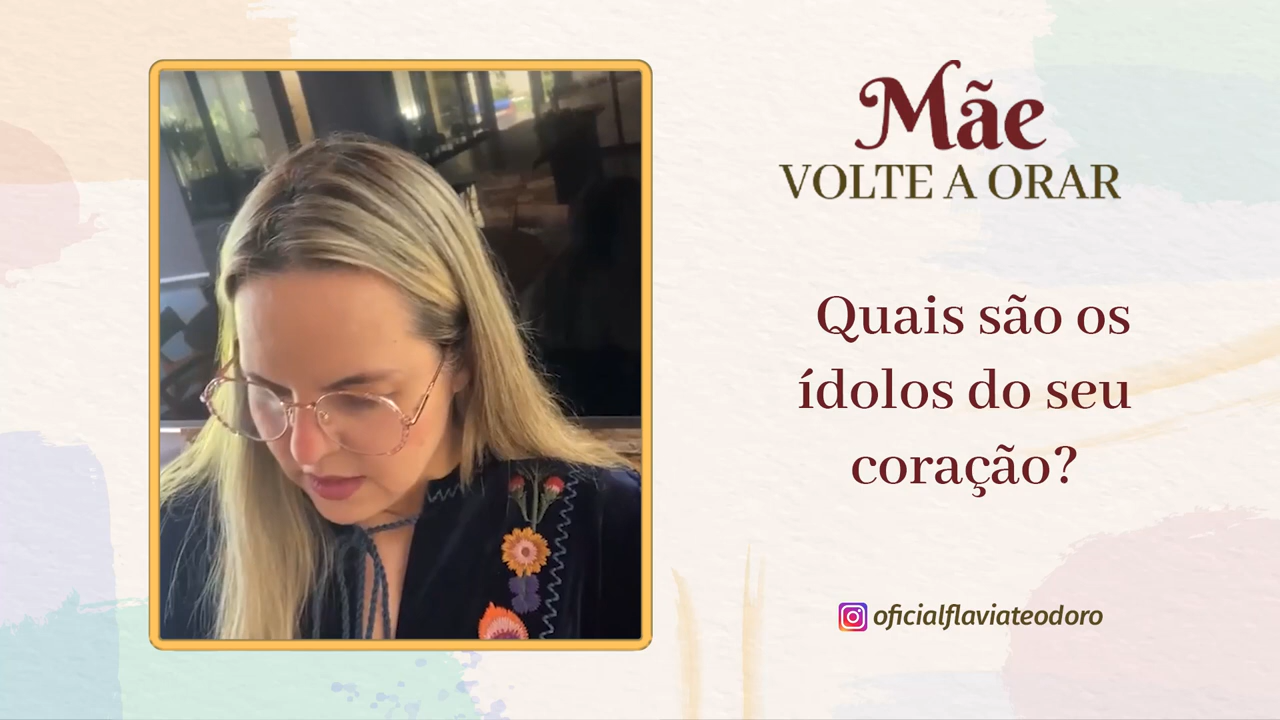 Mãe
VOLTE A ORAR
Quais são os
ídolos do seu
coração?
oficialflaviateodoro